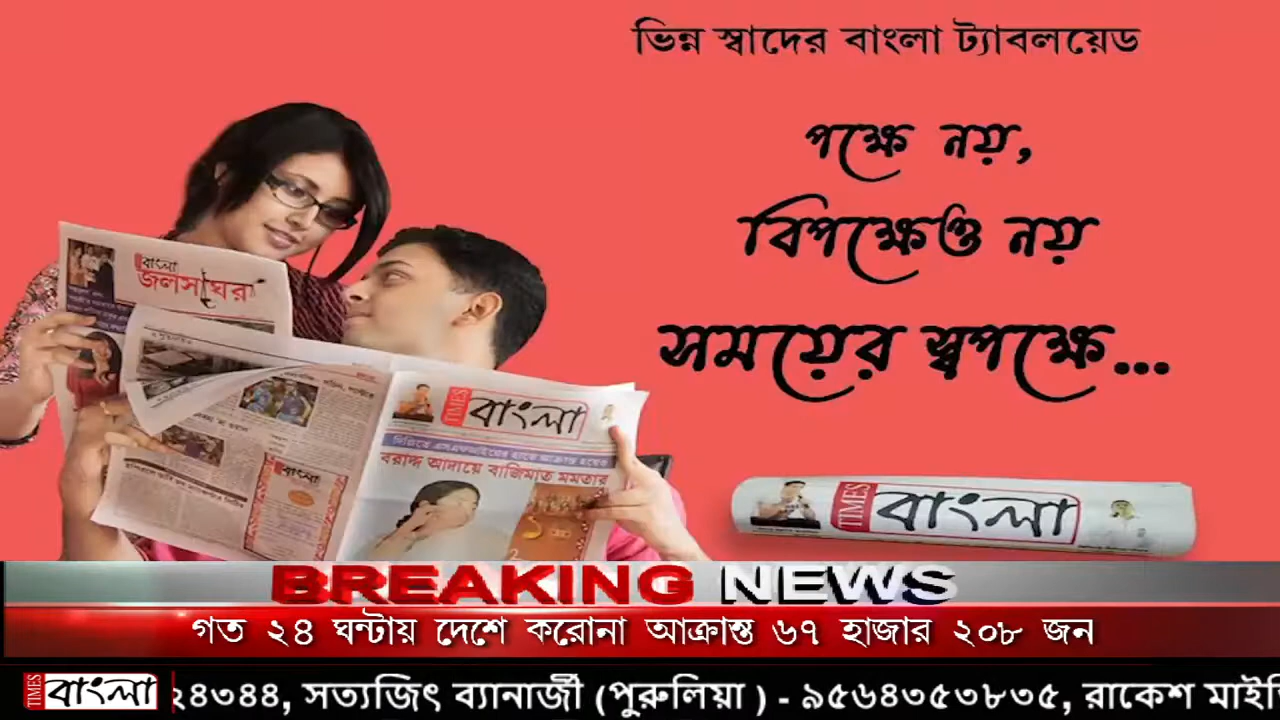 ভিন্ন স্বাদের বাংলা ট্যাবলয়েড
পক্ষে নয়,
বিপক্ষেও নয়
সময়ের স্বপক্ষে...
বাংলা
জলসাঘর
TIMES বাংলা
বরাদ্দ আদায়ে বাজিমাত মমতার
TIMES বাংলা
BREAKING NEWS
গত ২৪ ঘন্টায় দেশে করোনা আক্রান্ত ৬৭ হাজার ২০৮ জন
TIMES বাংলা
২৪৩৪৪, সত্যজিৎ ব্যানার্জী (পুরুলিয়া ) - ৯৫৬৪৩৫৩৮৩৫, রাকেশ